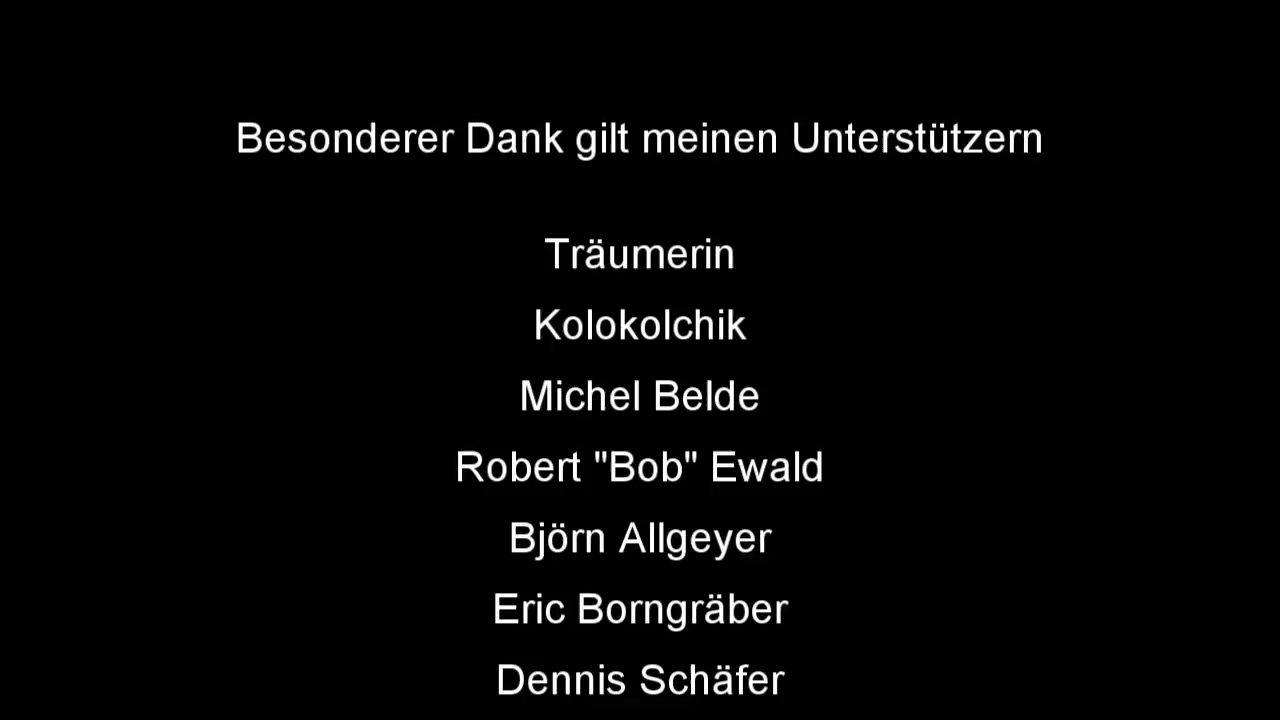 Besonderer Dank gilt meinen Unterstützern
Träumerin
Kolokolchik
Michel Belde
Robert "Bob" Ewald
Björn Allgeyer
Eric Borngräber
Dennis Schäfer